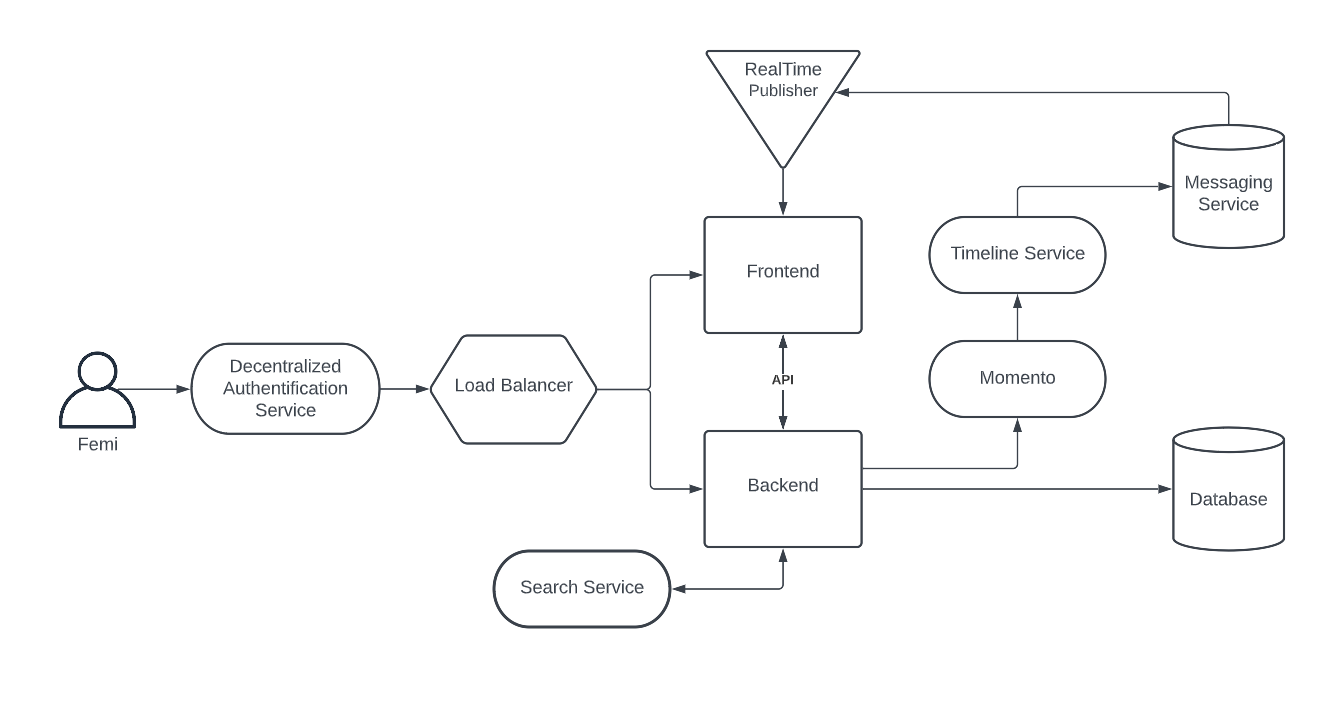 RealTime
Publisher
Messaging
Service
Timeline Service
Frontend
Decentralized
Authentification
Service
Load Balancer
API
Momento
Femi
Backend
Database
Search Service